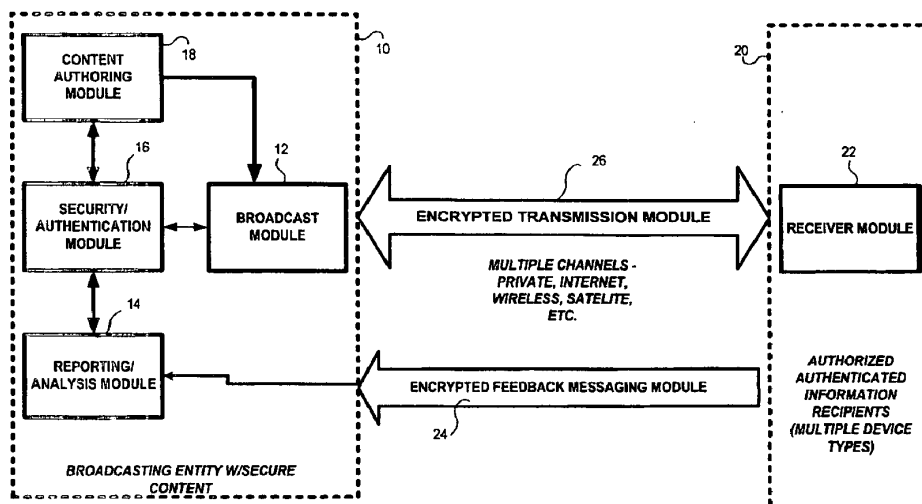 CONTENT
AUTHORING
MODULE
18
10
20
16
12
26
22
SECURITY/
AUTHENTICATION
MODULE
BROADCAST
MODULE
ENCRYPTED TRANSMISSION MODULE
RECEIVER MODULE
MULTIPLE CHANNELS -
PRIVATE, INTERNET,
WIRELESS, SATELITE,
ETC.
14
REPORTING/
ANALYSIS MODULE
ENCRYPTED FEEDBACK MESSAGING MODULE
24
AUTHORIZED
AUTHENTICATED
INFORMATION
RECIPIENTS
(MULTIPLE DEVICE
TYPES)
BROADCASTING ENTITY W/SECURE
CONTENT